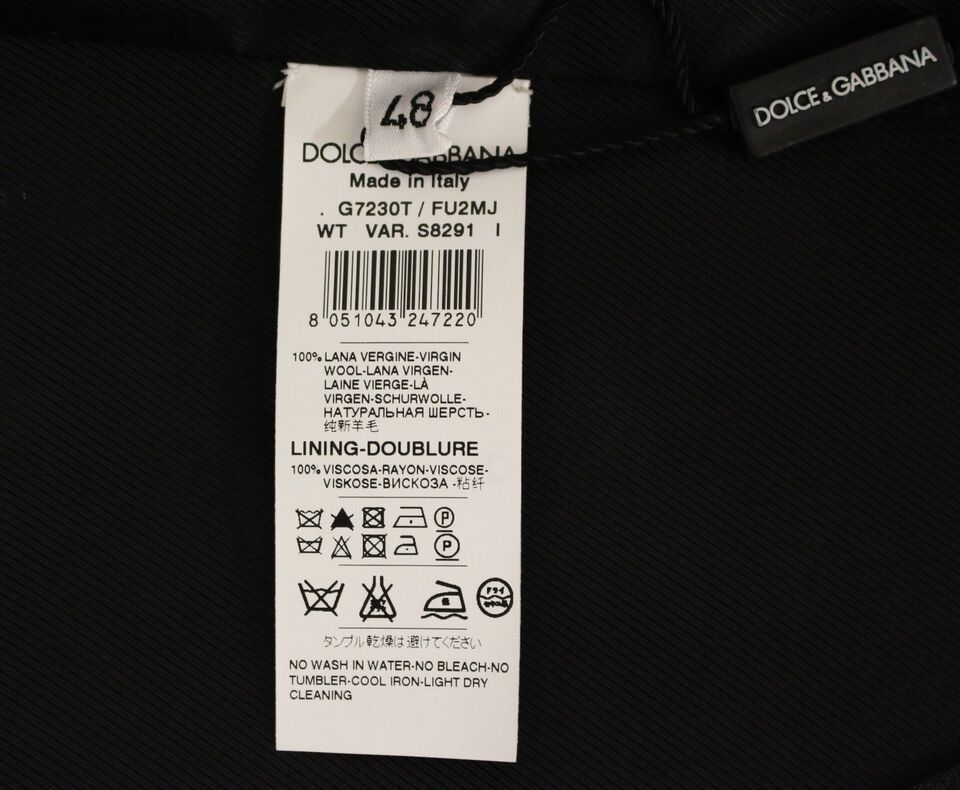 48
DOLCE & GABBANA
DOLCE & GABBANA
Made in Italy
. G7230T / FU2MJ
WT VAR. S8291 I
8 051043 247220
100% LANA VERGINE-VIRGIN
WOOL-LANA VIRGEN-
LAINE VIERGE-LÀ
VIRGEN-SCHURWOLLE-
НАТУРАЛЬНАЯ ШЕРСТЬ-
纯新羊毛
LINING-DOUBLURE
100% VISCOSA-RAYON-VISCOSE-
VISKOSE-ВИСКОЗА -粘纤
P
P
ドライ
タンブル乾燥は避けてください
NO WASH IN WATER-NO BLEACH-NO
TUMBLER-COOL IRON-LIGHT DRY
CLEANING